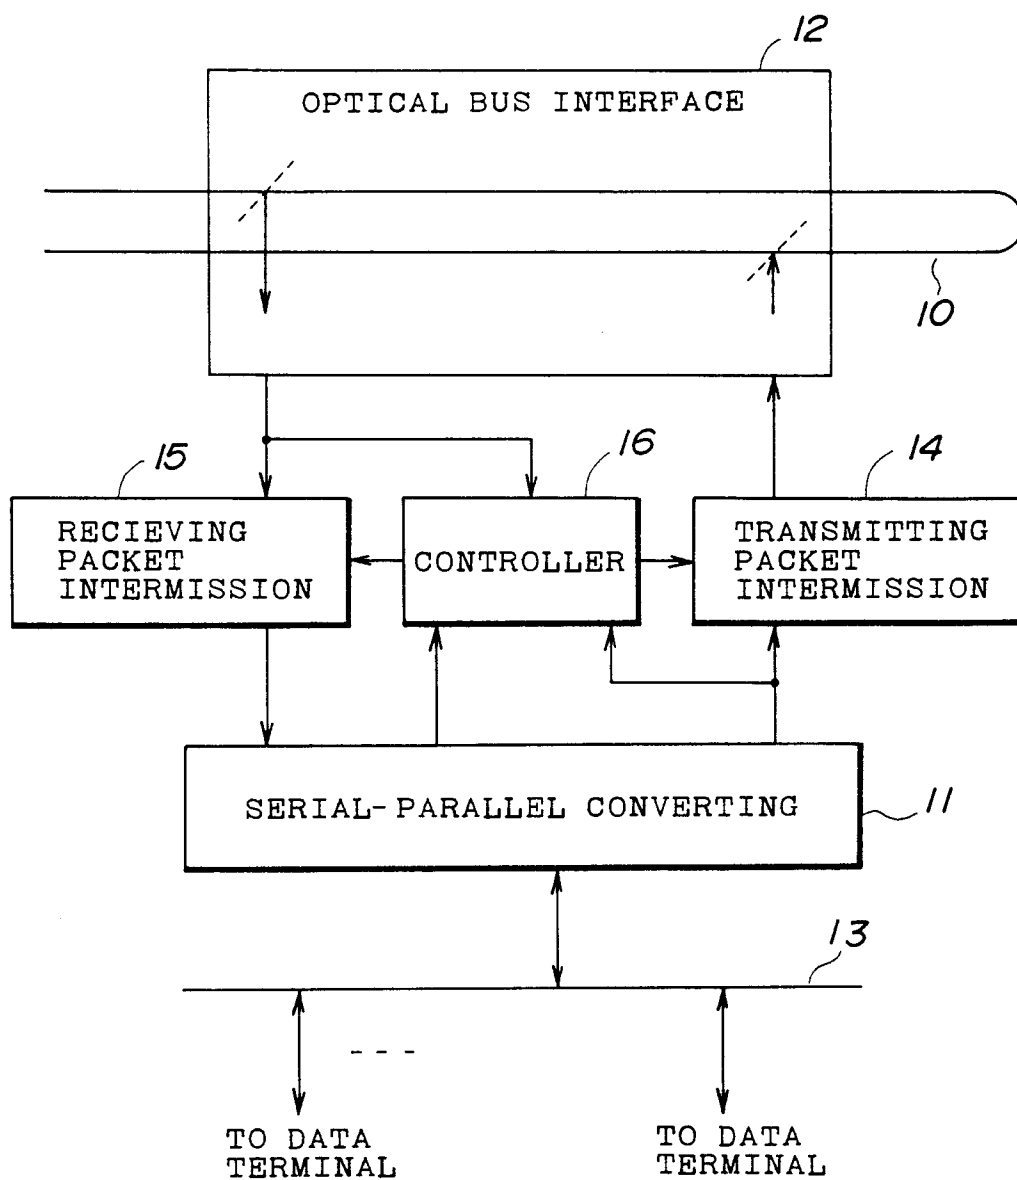 12
OPTICAL BUS INTERFACE
10
15
16
14
RECIEVING
PACKET
INTERMISSION
CONTROLLER
TRANSMITTING
PACKET
INTERMISSION
SERIAL-PARALLEL CONVERTING
11
13
TO DATA
TERMINAL
TO DATA
TERMINAL